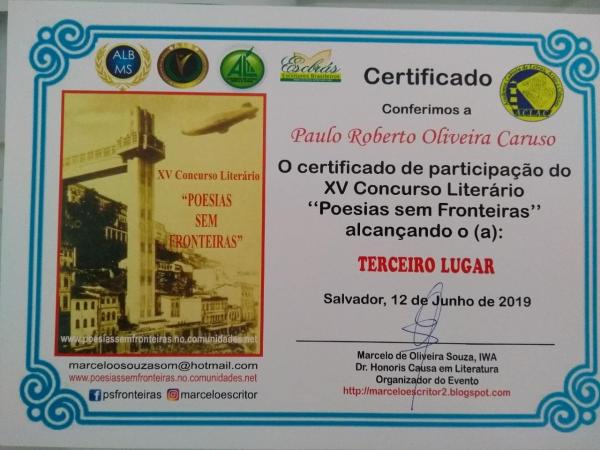 ALB
MS
Ecbrás
Escritores Brasileiros
ACLAC
Certificado
Conferimos a
Paulo Roberto Oliveira Caruso
O certificado de participação do
XV Concurso Literário
‘‘Poesias sem Fronteiras’’
alcançando o (a):
TERCEIRO LUGAR
Salvador, 12 de Junho de 2019
Marcelo de Oliveira Souza, IWA
Dr. Honoris Causa em Literatura
Organizador do Evento
http://marceloescritor2.blogspot.com
XV Concurso Literário
“POESIAS
SEM
FRONTEIRAS”
www.poesiassemfronteiras.no.comunidades.net
marceloosouzasom@hotmail.com
www.poesiassemfronteiras.no.comunidades.net
psfronteiras marceloescritor